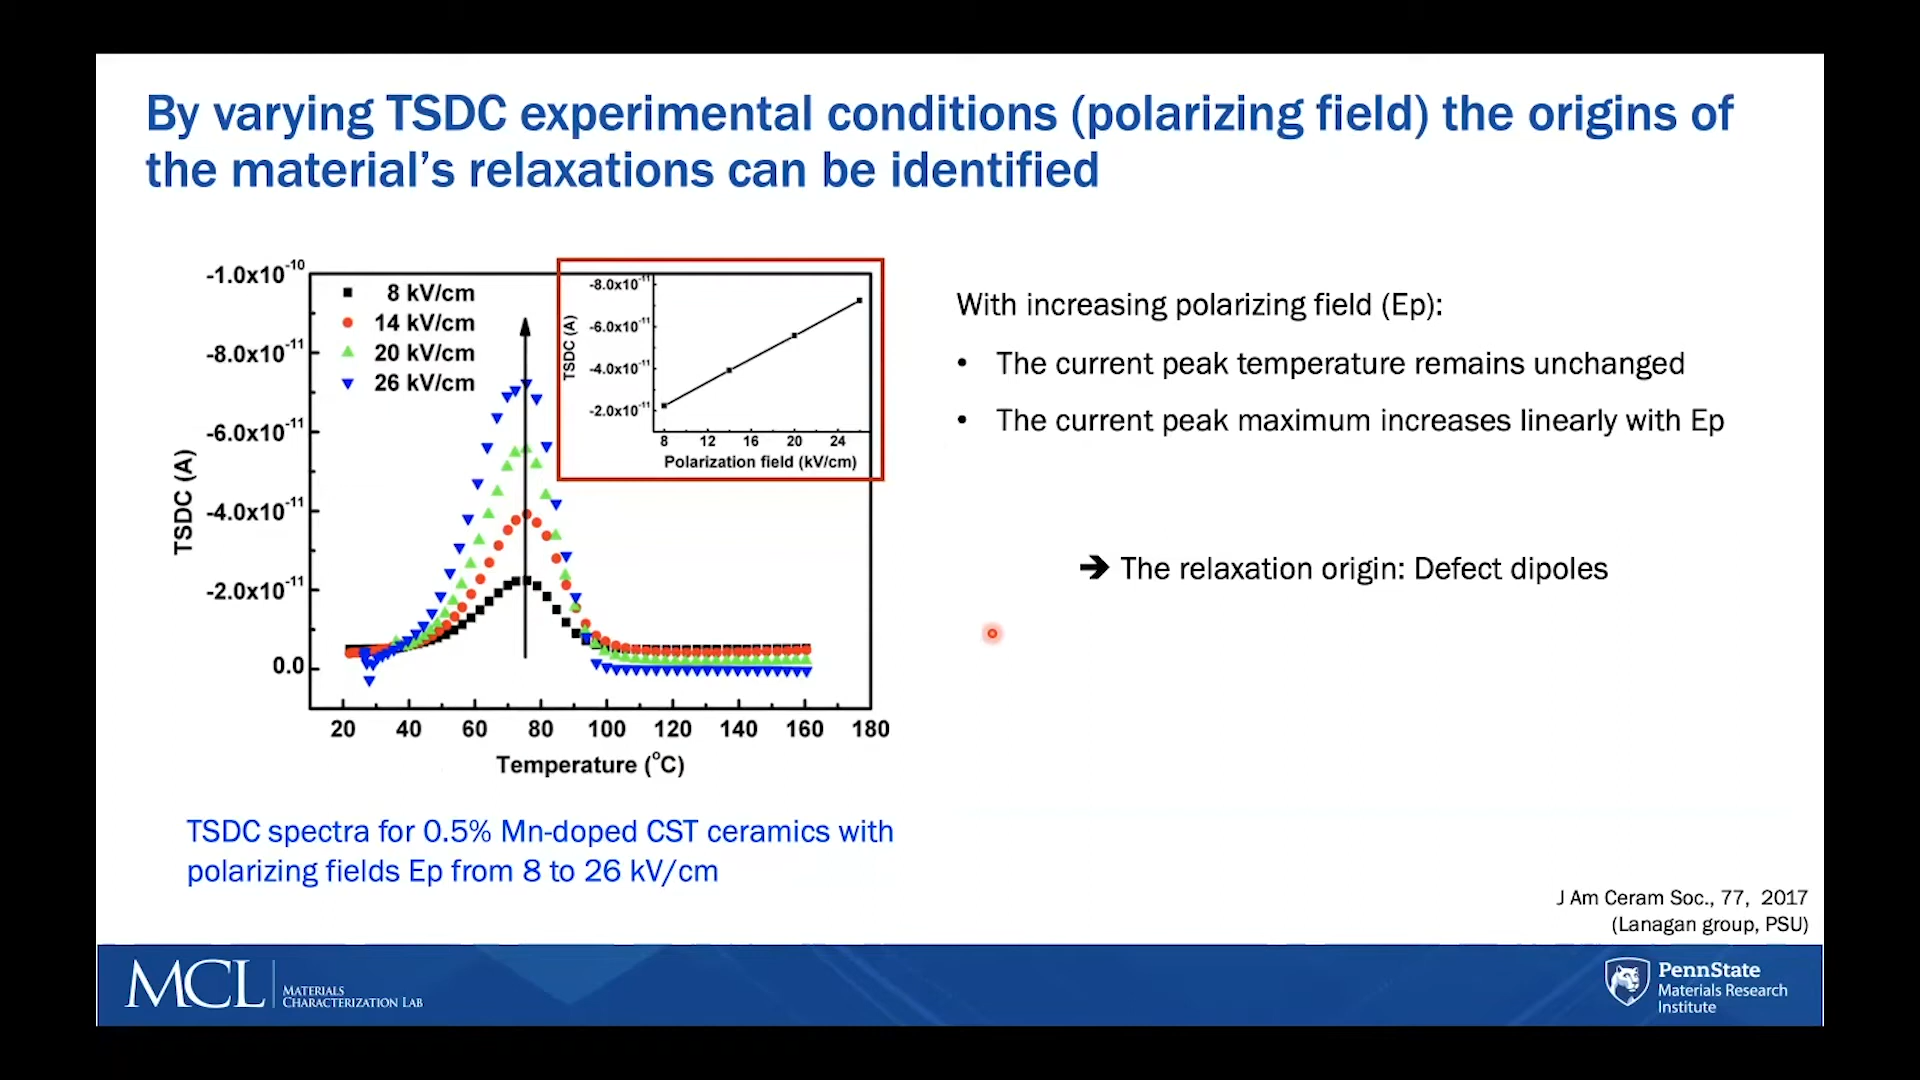 By varying TSDC experimental conditions (polarizing field) the origins of
the material’s relaxations can be identified
-1.0x10⁻¹⁰
-8.0x10⁻¹¹
-6.0x10⁻¹¹
-4.0x10⁻¹¹
-2.0x10⁻¹¹
0.0
TSDC (A)
8 kV/cm
14 kV/cm
20 kV/cm
26 kV/cm
20 40 60 80 100 120 140 160 180
Temperature (°C)
-8.0x10⁻¹¹
-6.0x10⁻¹¹
-4.0x10⁻¹¹
-2.0x10⁻¹¹
TSDC (A)
8 12 16 20 24
Polarization field (kV/cm)
TSDC spectra for 0.5% Mn-doped CST ceramics with
polarizing fields Ep from 8 to 26 kV/cm
With increasing polarizing field (Ep):
• The current peak temperature remains unchanged
• The current peak maximum increases linearly with Ep
➔ The relaxation origin: Defect dipoles
J Am Ceram Soc., 77, 2017
(Lanagan group, PSU)
MCL
MATERIALS
CHARACTERIZATION LAB
PennState
Materials Research
Institute